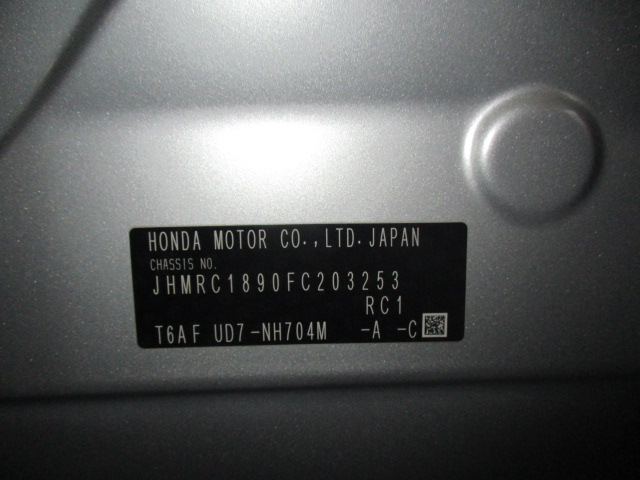 HONDA MOTOR CO.,LTD.JAPAN
CHASSIS NO.
JHMRC1890FC203253
RC1
T6AF UD7-NH704M -A -C